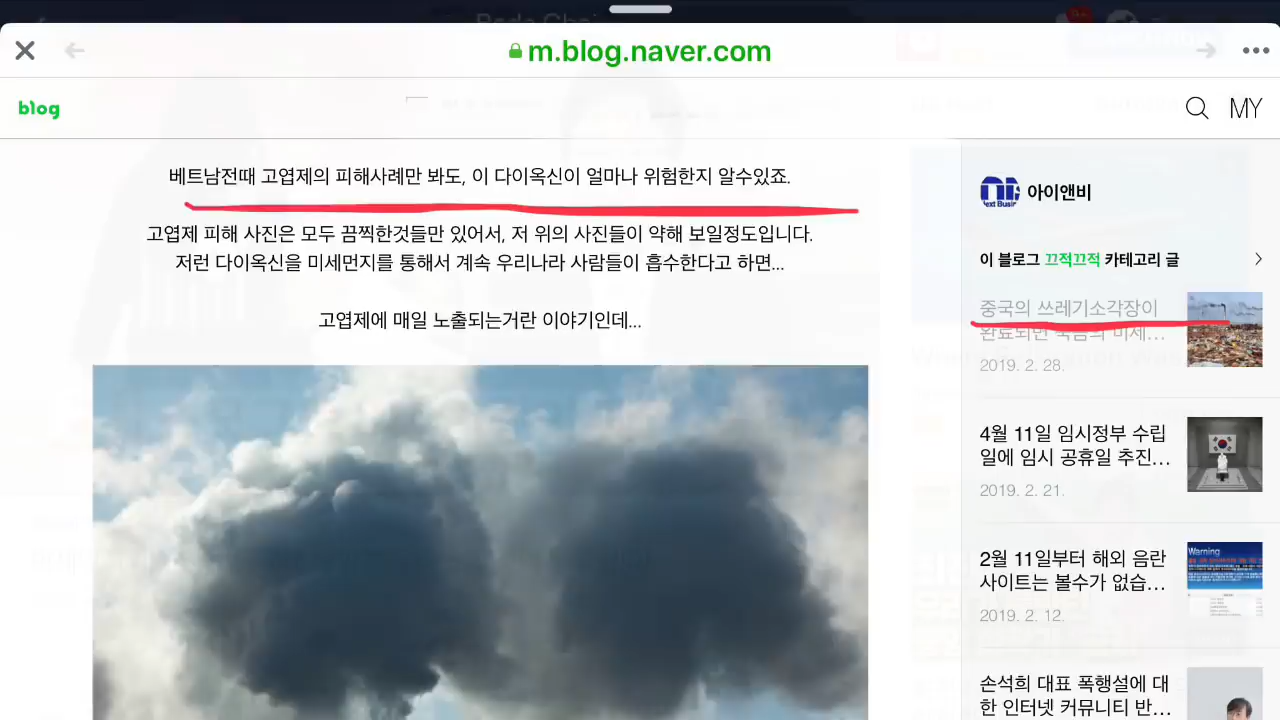 m.blog.naver.com
blog
MY
베트남전때 고엽제의 피해사례만 봐도, 이 다이옥신이 얼마나 위험한지 알수있죠.
고엽제 피해 사진은 모두 끔찍한것들만 있어서, 저 위의 사진들이 약해 보일정도입니다.
저런 다이옥신을 미세먼지를 통해서 계속 우리나라 사람들이 흡수한다고 하면...
고엽제에 매일 노출되는거란 이야기인데...
아이앤비
이 블로그 끄적끄적 카테고리 글
중국의 쓰레기소각장이
완료되면 죽음의 미세...
2019. 2. 28.
4월 11일 임시정부 수립
일에 임시 공휴일 추진...
2019. 2. 21.
2월 11일부터 해외 음란
사이트는 볼수가 없습...
Warning
2019. 2. 12.
손석희 대표 폭행설에 대
한 인터넷 커뮤니티 반...